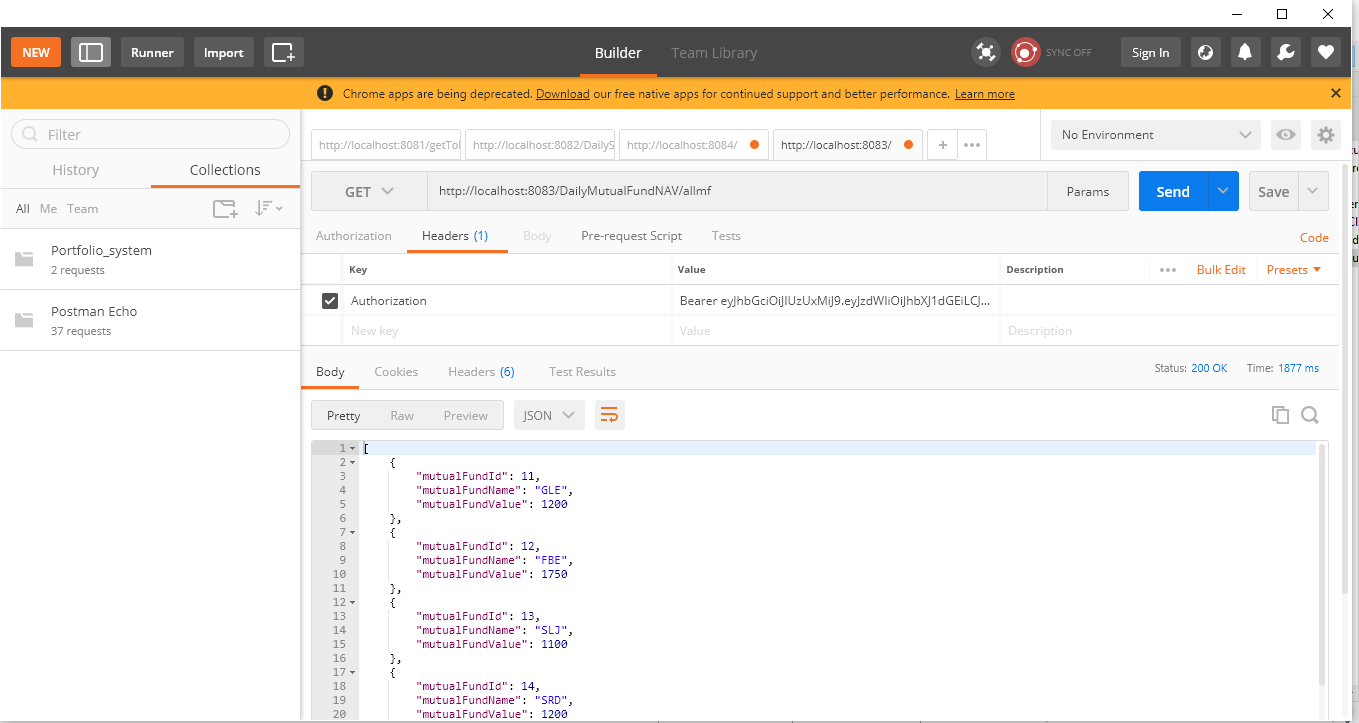 NEW Runner Import Builder Team Library SYNC OFF Sign In
Chrome apps are being deprecated. Download our free native apps for continued support and better performance. Learn more
Filter
History Collections
All Me Team
Portfolio_system
2 requests
Postman Echo
37 requests
http://localhost:8081/getTo http://localhost:8082/DailyS http://localhost:8084/ http://localhost:8083/ + ••• No Environment
GET http://localhost:8083/DailyMutualFundNAV/allmf Params Send Save
Authorization Headers (1) Body Pre-request Script Tests Code
Key Value Description ••• Bulk Edit Presets
Authorization
New key Value Description
Body Cookies Headers (6) Test Results Status: 200 OK Time: 1877 ms
Pretty Raw Preview JSON
1 [
2 {
3 "mutualFundId": 11,
4 "mutualFundName": "GLE",
5 "mutualFundValue": 1200
6 },
7 {
8 "mutualFundId": 12,
9 "mutualFundName": "FBE",
10 "mutualFundValue": 1750
11 },
12 {
13 "mutualFundId": 13,
14 "mutualFundName": "SLJ",
15 "mutualFundValue": 1100
16 },
17 {
18 "mutualFundId": 14,
19 "mutualFundName": "SRD",
20 "mutualFundValue": 1200